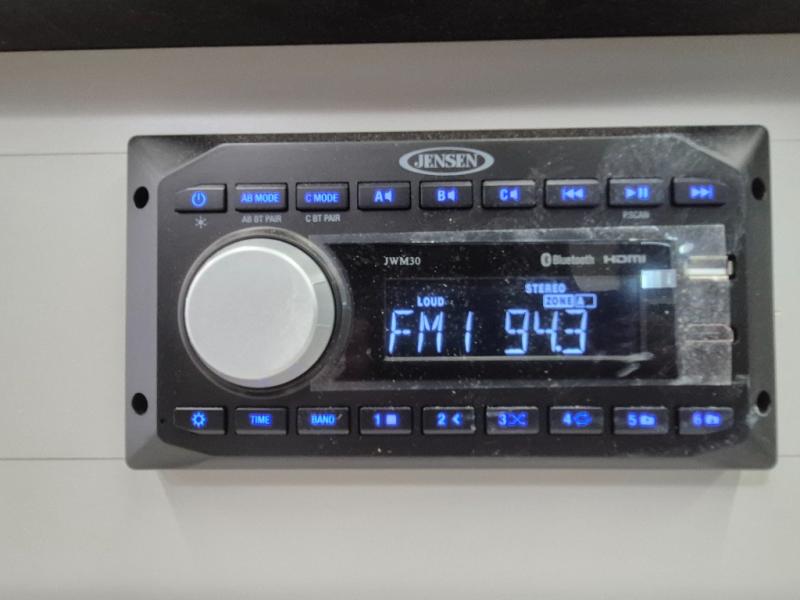 JENSEN
AB MODE C MODE A B C
AB BT PAIR C BT PAIR P.SCAN
JWM30 Bluetooth HDMI
STEREO
LOUD ZONE A
FM1 94.3
TIME BAND 1 2 3 4 5 6